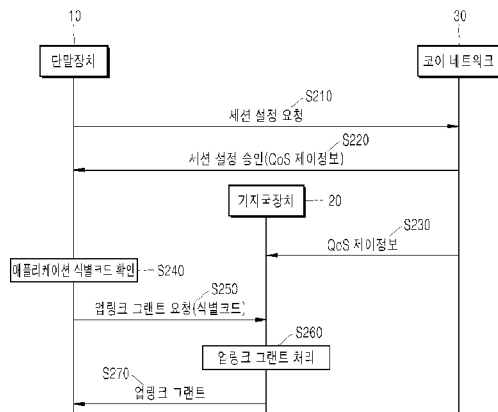 10
30
단말장치
코어 네트워크
S210
세션 설정 요청
S220
세션 설정 승인(QoS 제어정보)
기지국장치
20
S230
QoS 제어정보
애플리케이션 식별코드 확인
S240
S250
업링크 그랜트 요청(식별코드)
S260
업링크 그랜트 처리
S270
업링크 그랜트